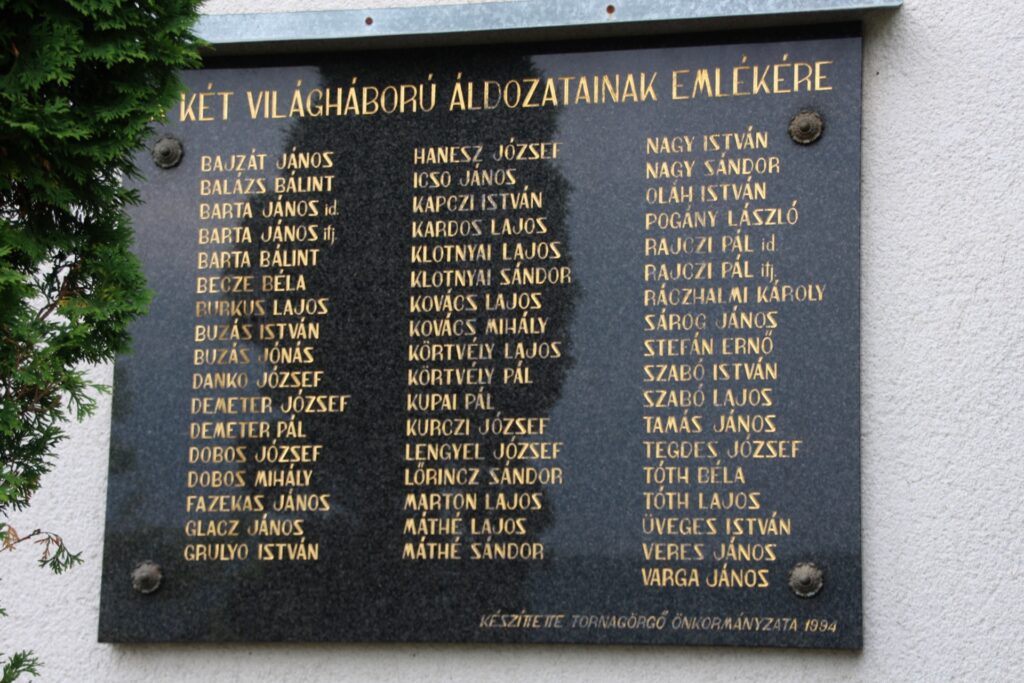 KÉT VILÁGHÁBORÚ ÁLDOZATAINAK EMLÉKÉRE
BAJZÁT JÁNOS
BALÁZS BÁLINT
BARTA JÁNOS id.
BARTA JÁNOS ifj.
BARTA BÁLINT
BECZE BÉLA
BURKUS LAJOS
BUZÁS ISTVÁN
BUZÁS JÓNÁS
DANKO JÓZSEF
DEMETER JÓZSEF
DEMETER PÁL
DOBOS JÓZSEF
DOBOS MIHÁLY
FAZEKAS JÁNOS
GLACZ JÁNOS
GRULYO ISTVÁN
HANESZ JÓZSEF
ICSO JÁNOS
KAPCZI ISTVÁN
KARDOS LAJOS
KLOTNYAI LAJOS
KLOTNYAI SÁNDOR
KOVÁCS LAJOS
KOVÁCS MIHÁLY
KÖRTVÉLY LAJOS
KÖRTVÉLY PÁL
KUPAI PÁL
KURCZI JÓZSEF
LENGYEL JÓZSEF
LŐRINCZ SÁNDOR
MARTON LAJOS
MÁTHÉ LAJOS
MÁTHÉ SÁNDOR
NAGY ISTVÁN
NAGY SÁNDOR
OLÁH ISTVÁN
POGÁNY LÁSZLÓ
RAJCZI PÁL id.
RAJCZI PÁL ifj.
RÁCZHALMI KÁROLY
SÁROG JÁNOS
STEFÁN ERNŐ
SZABÓ ISTVÁN
SZABÓ LAJOS
TAMÁS JÁNOS
TEGDES JÓZSEF
TÓTH BÉLA
TÓTH LAJOS
ÜVEGES ISTVÁN
VERES JÁNOS
VARGA JÁNOS
KÉSZÍTTETTE TORNAGÖRGŐ ÖNKORMÁNYZATA 1994